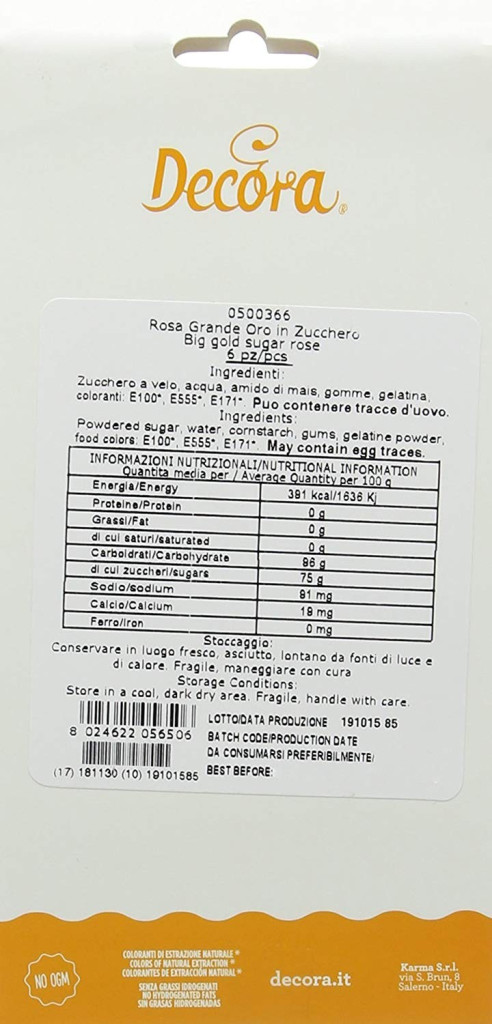 Decora®
0500366
Rosa Grande Oro in Zucchero
Big gold sugar rose
6 pz/pcs
Ingredienti:
Zucchero a velo, acqua, amido di mais, gomme, gelatina,
coloranti: E100*, E555*, E171*. Puo contenere tracce d'uovo.
Ingredients:
Powdered sugar, water, cornstarch, gums, gelatine powder,
food colors: E100*, E555*, E171*. May contain egg traces.
INFORMAZIONI NUTRIZIONALI/NUTRITIONAL INFORMATION
Quantita media per / Average Quantity per 100 g
Energia/Energy 391 kcal/1636 Kj
Proteine/Protein 0 g
Grassi/Fat 0 g
di cui saturi/saturated 0 g
Carboidrati/Carbohydrate 96 g
di cui zuccheri/sugars 75 g
Sodio/sodium 91 mg
Calcio/Calcium 19 mg
Ferro/Iron 0 mg
Stoccaggio:
Conservare in luogo fresco, asciutto, lontano da fonti di luce e
di calore. Fragile, maneggiare con cura
Storage Conditions:
Store in a cool, dark dry area. Fragile, handle with care.
8 024622 056506
(17) 181130 (10) 19101585
LOTTO/DATA PRODUZIONE 191015 85
BATCH CODE/PRODUCTION DATE
DA CONSUMARSI PREFERIBILMENTE/
BEST BEFORE:
NO OGM
COLORANTI DI ESTRAZIONE NATURALE *
COLORS OF NATURAL EXTRACTION *
COLORANTES DE EXTRACCIÓN NATURAL *
SENZA GRASSI IDROGENATI
NO HYDROGENATED FATS
SIN GRASAS HIDROGENADAS
decora.it
Karma S.r.l.
via S. Brun, 8
Salerno - Italy